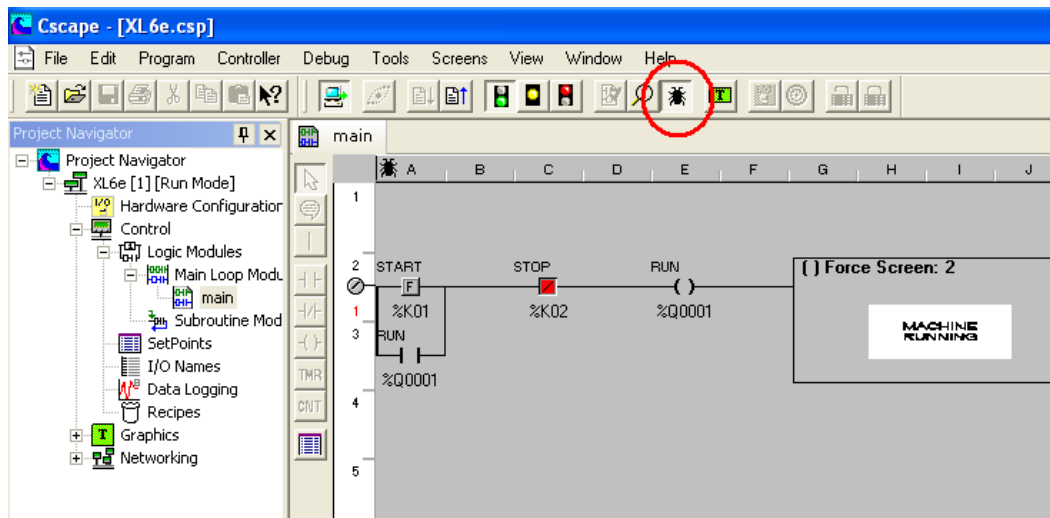 Cscape - [XL6e.csp]
File Edit Program Controller Debug Tools Screens View Window Help
T
Project Navigator
main
Project Navigator
XL6e [1] [Run Mode]
I/O Hardware Configuration
Control
Logic Modules
Main Loop Modu
main
Subroutine Mod
SetPoints
I/O Names
Data Logging
Recipes
T Graphics
Networking
TMR
CNT
A B C D E F G H I J
1
2 START STOP RUN ( ) Force Screen: 2
F
1 %K01 %K02 %Q0001
MACHINE
RUNNING
3 RUN
%Q0001
4
5